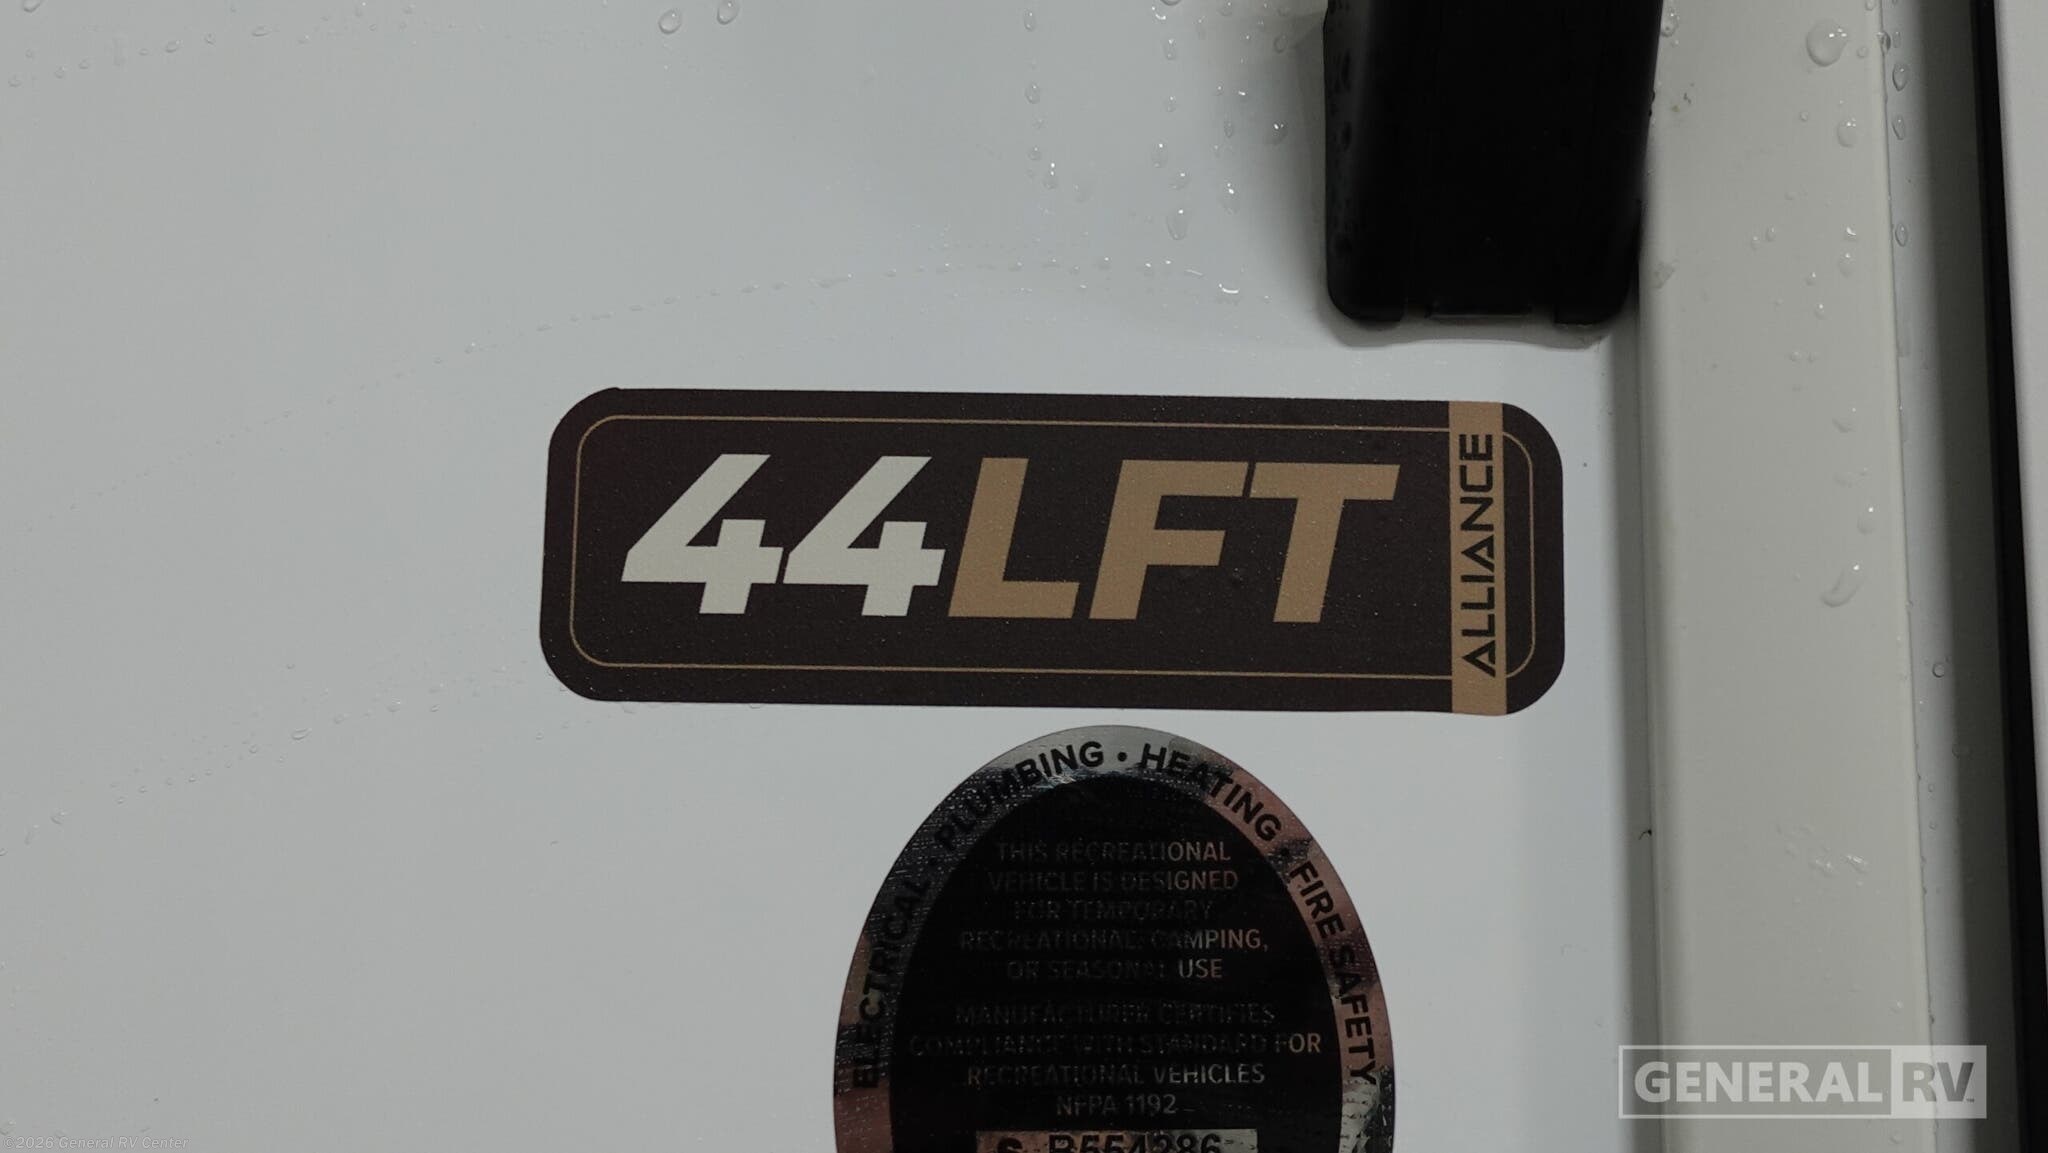 44LFT
ALLIANCE
ELECTRICAL · PLUMBING · HEATING · FIRE SAFETY
THIS RECREATIONAL
VEHICLE IS DESIGNED
FOR TEMPORARY
RECREATIONAL, CAMPING,
OR SEASONAL USE
MANUFACTURER CERTIFIES
COMPLIANCE WITH STANDARD FOR
RECREATIONAL VEHICLES
NFPA 1192
GENERAL RV
©2026 General RV Center